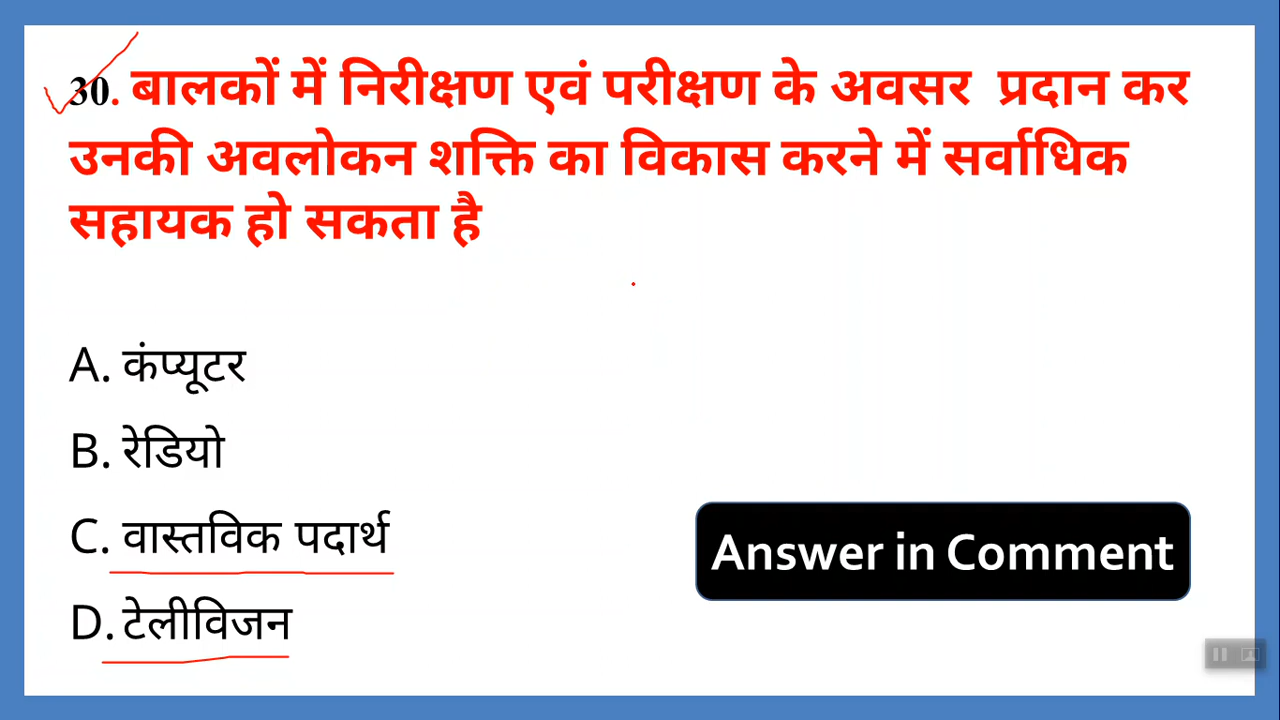 30. बालकों में निरीक्षण एवं परीक्षण के अवसर प्रदान कर
उनकी अवलोकन शक्ति का विकास करने में सर्वाधिक
सहायक हो सकता है
A. कंप्यूटर
B. रेडियो
C. वास्तविक पदार्थ
D. टेलीविजन
Answer in Comment